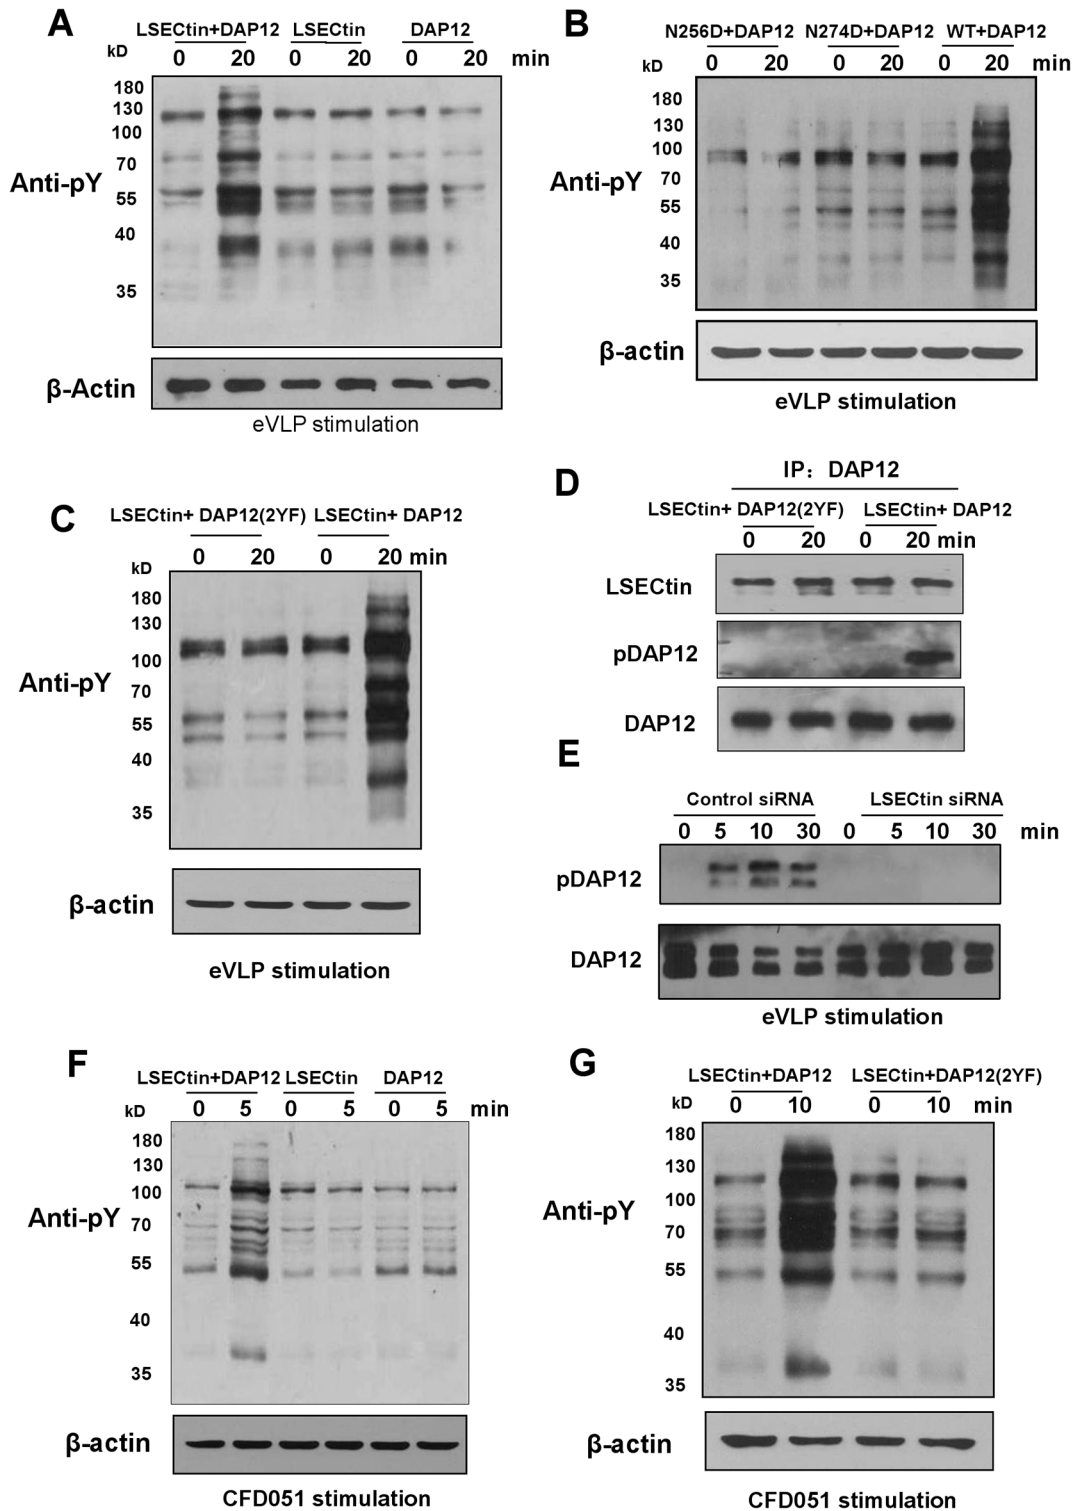 A
LSECtin+DAP12 LSECtin DAP12
kD 0 20 0 20 0 20 min
180
130
100
70
Anti-pY
55
40
35
β-Actin
eVLP stimulation
B
N256D+DAP12 N274D+DAP12 WT+DAP12
0 20 0 20 0 20 min
kD
180
130
100
70
Anti-pY
55
40
35
β-actin
eVLP stimulation
C
LSECtin+ DAP12(2YF) LSECtin+ DAP12
0 20 0 20 min
kD
180
130
100
70
Anti-pY
55
40
35
β-actin
eVLP stimulation
D
IP: DAP12
LSECtin+ DAP12(2YF) LSECtin+ DAP12
0 20 0 20 min
LSECtin
pDAP12
DAP12
E
Control siRNA LSECtin siRNA
0 5 10 30 0 5 10 30 min
pDAP12
DAP12
eVLP stimulation
F
LSECtin+DAP12 LSECtin DAP12
kD 0 5 0 5 0 5 min
180
130
100
Anti-pY
70
55
40
35
β-actin
CFD051 stimulation
G
LSECtin+DAP12 LSECtin+DAP12(2YF)
kD 0 10 0 10 min
180
130
100
Anti-pY
70
55
40
35
β-actin
CFD051 stimulation